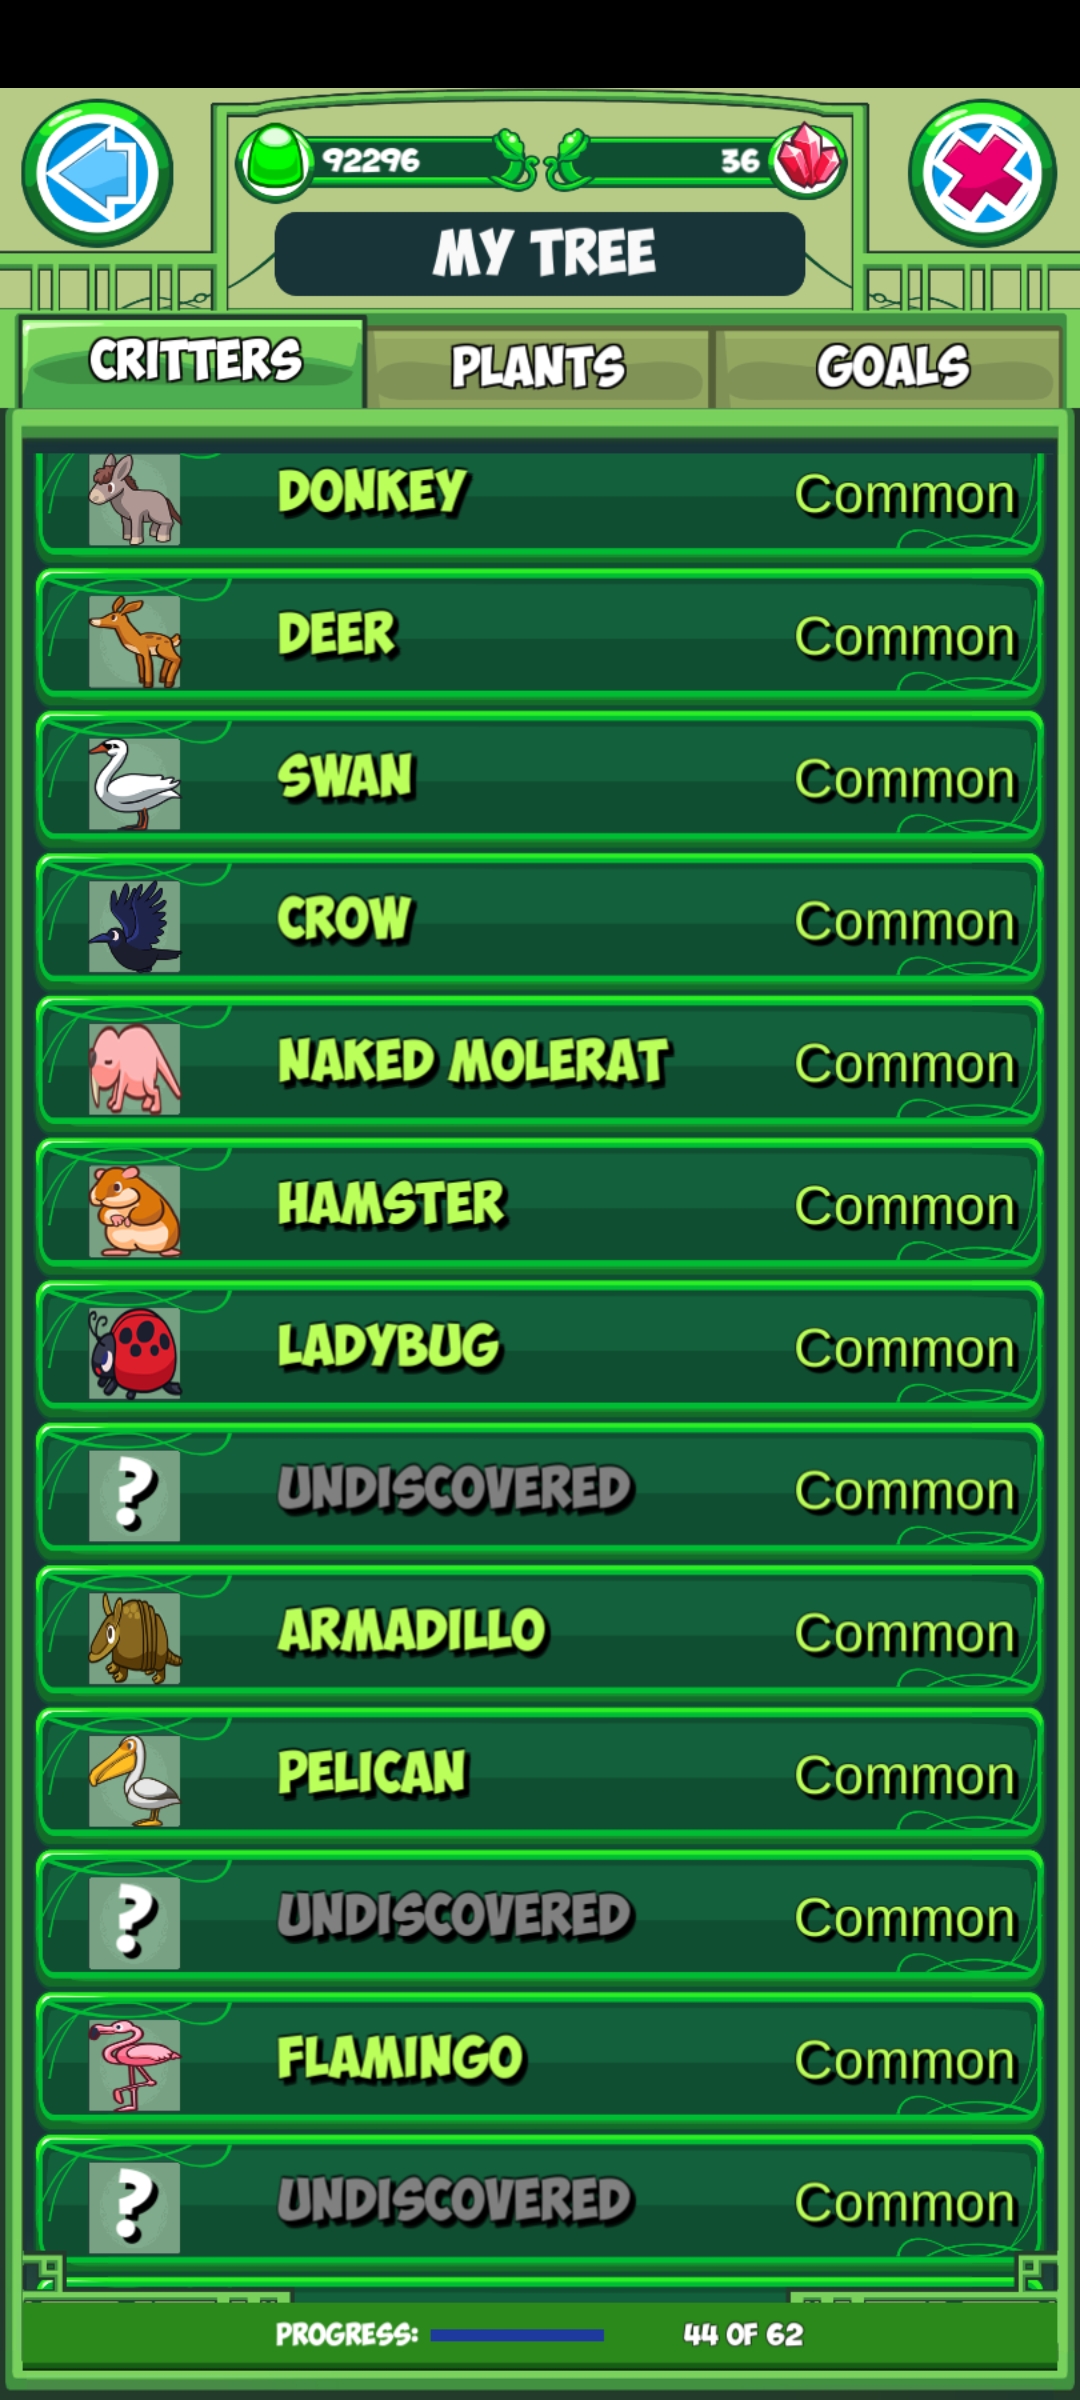 92296
36
MY TREE
CRITTERS
PLANTS
GOALS
DONKEY Common
DEER Common
SWAN Common
CROW Common
NAKED MOLERAT Common
HAMSTER Common
LADYBUG Common
? UNDISCOVERED Common
ARMADILLO Common
PELICAN Common
? UNDISCOVERED Common
FLAMINGO Common
? UNDISCOVERED Common
PROGRESS: 44 OF 62